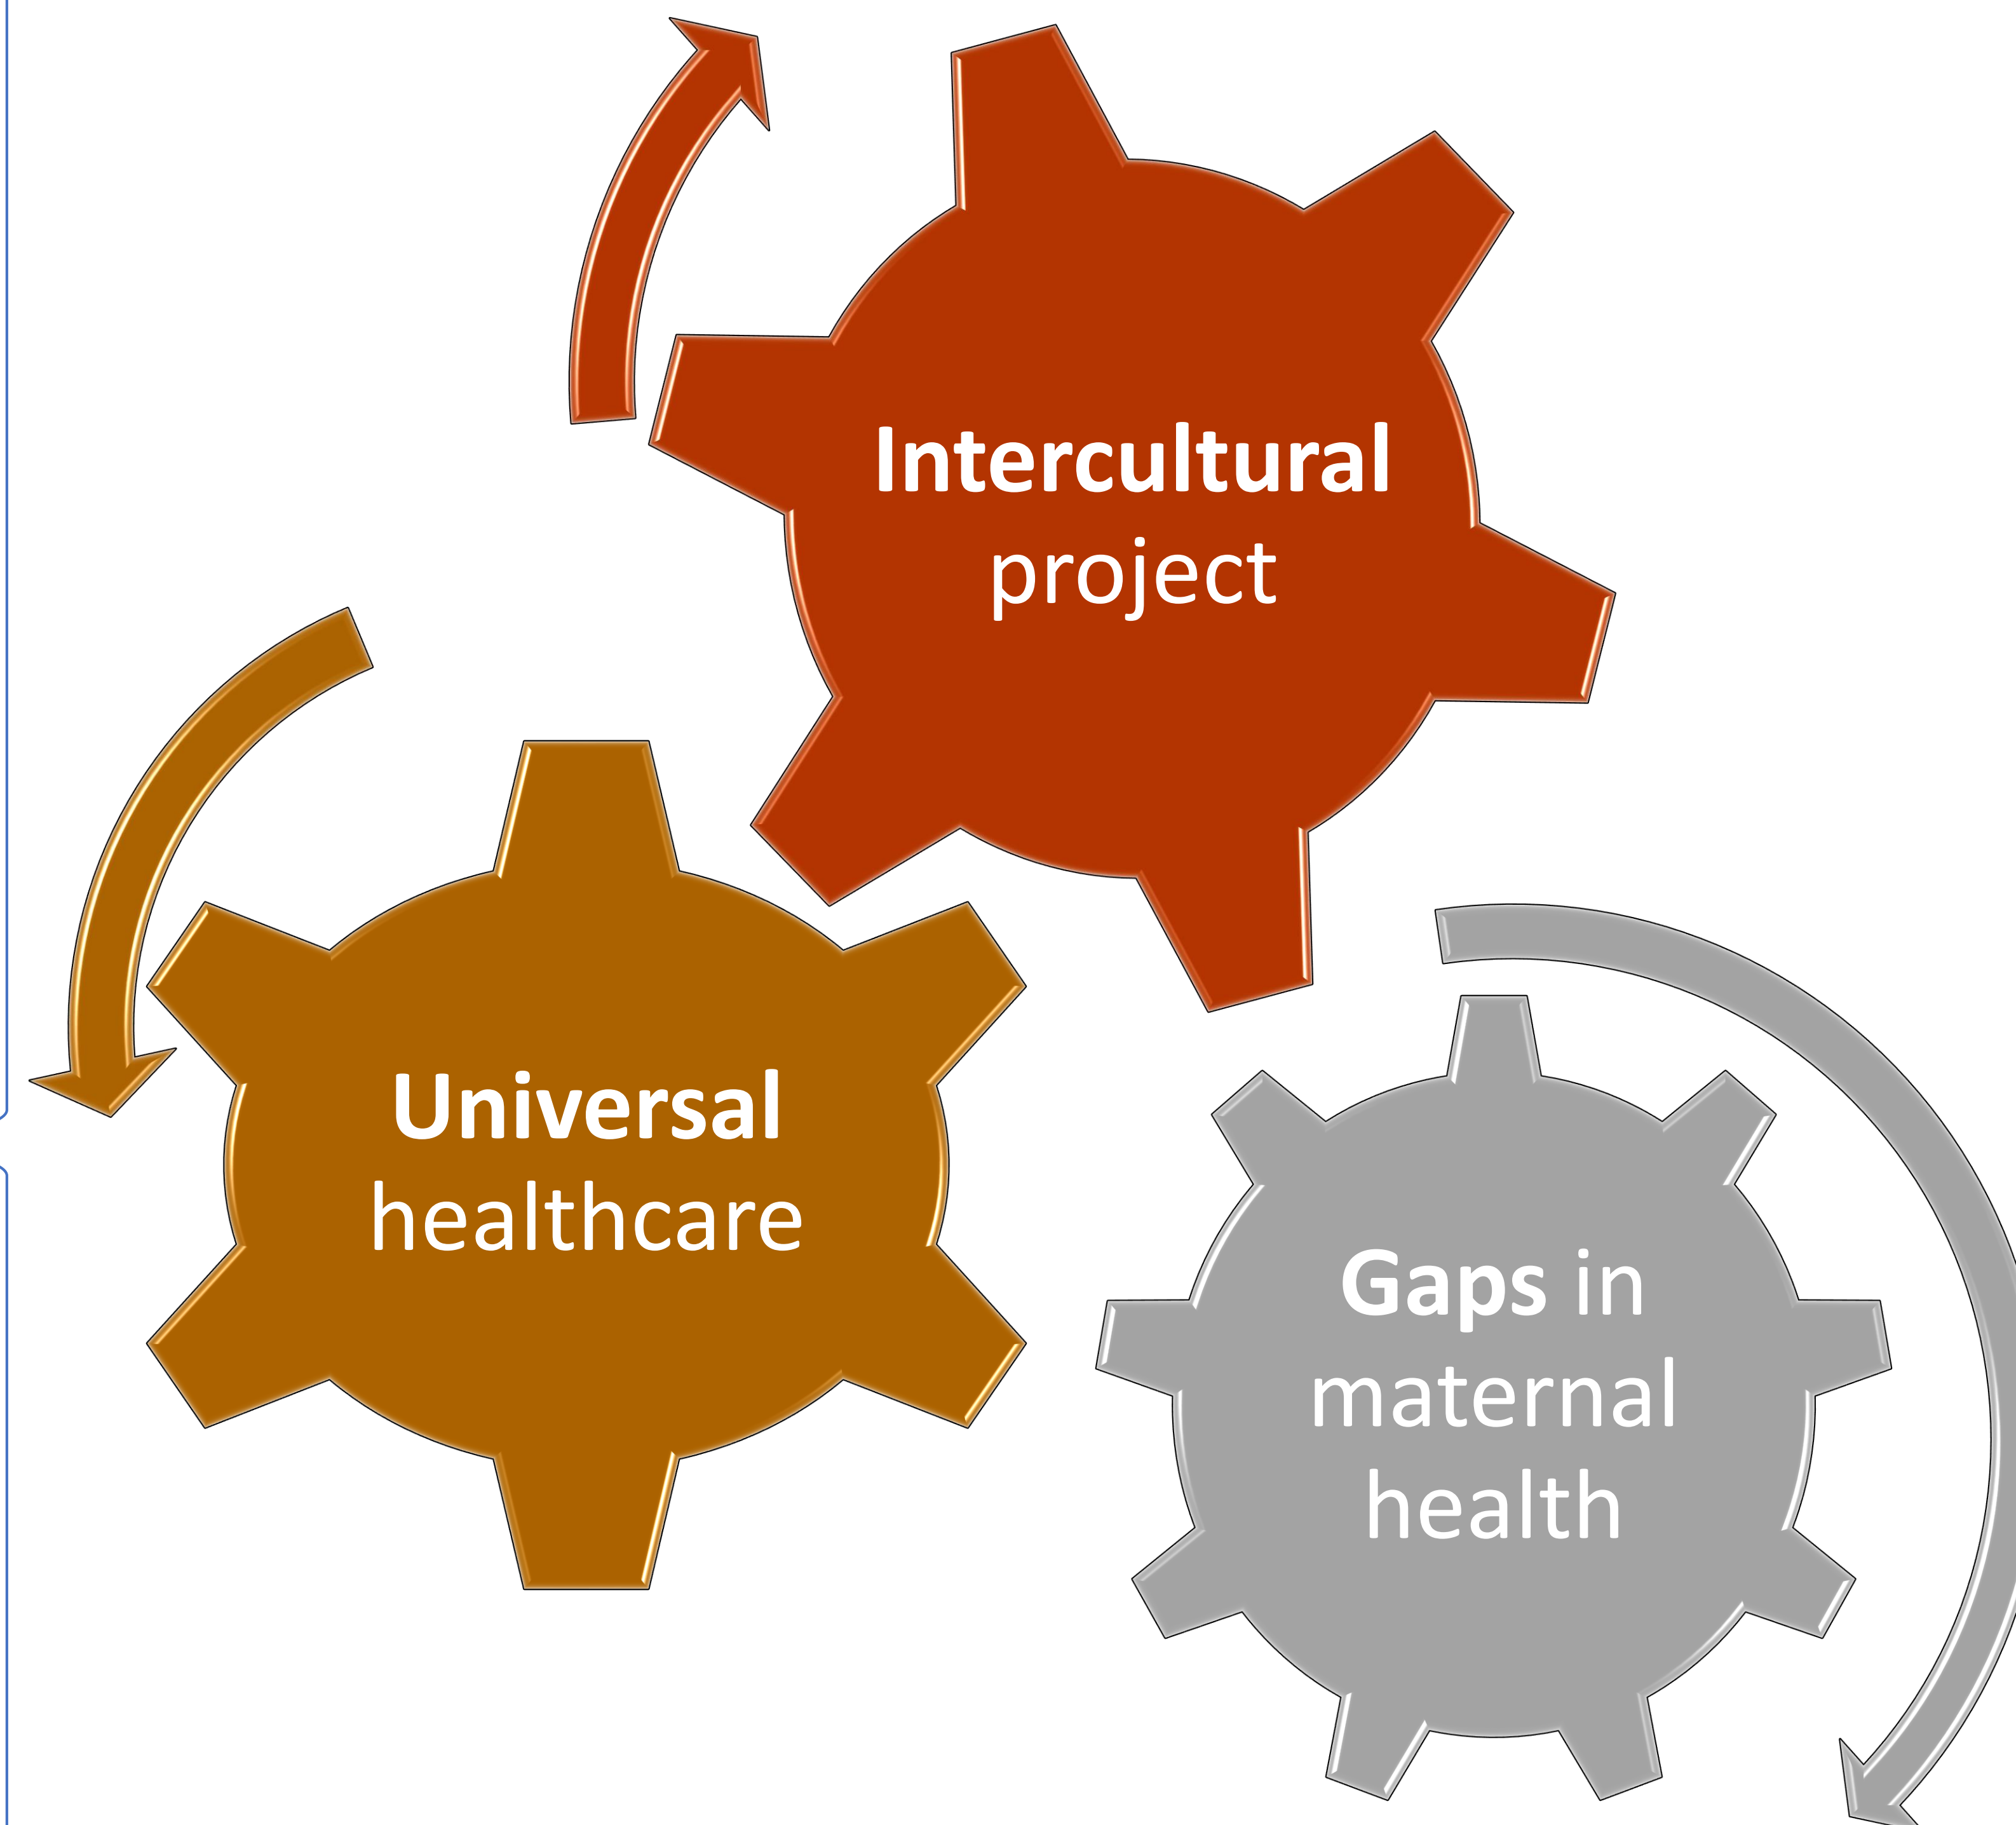 Intercultural
project
Universal
healthcare
Gaps in
maternal
health